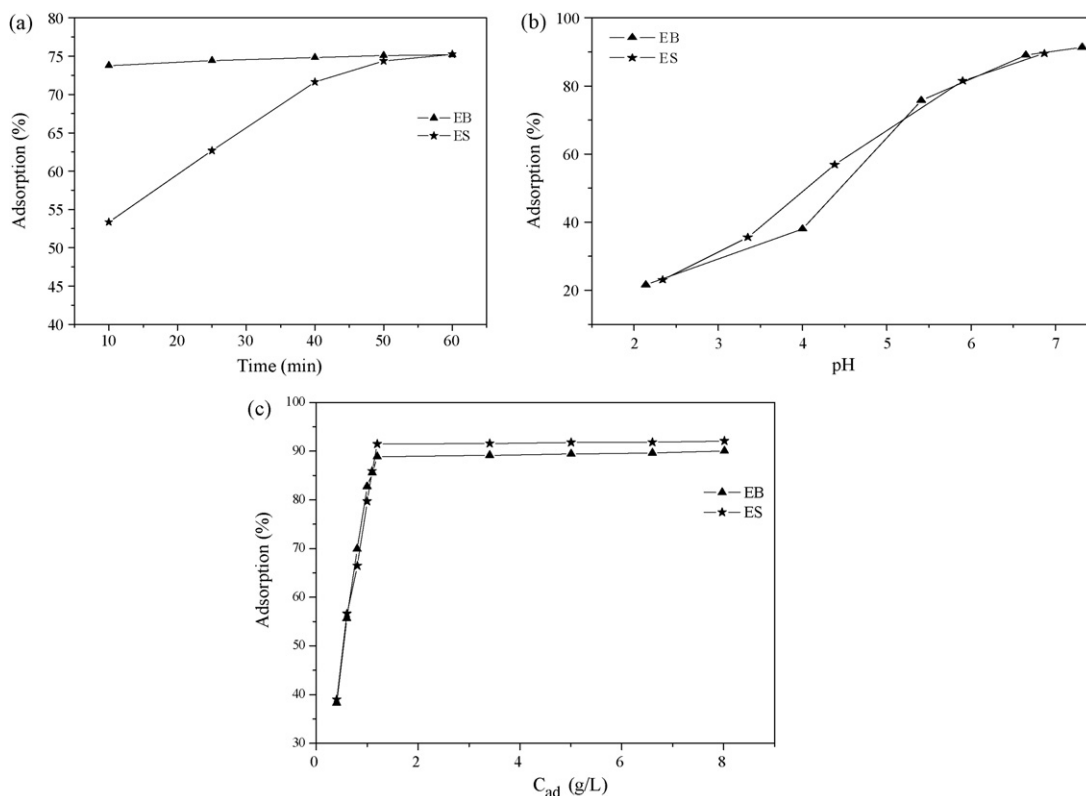 (a)
80
75
70
65
60
55
50
45
40
Adsorption (%)
EB
ES
10 20 30 40 50 60
Time (min)
(b)
100
80
60
40
20
Adsorption (%)
EB
ES
2 3 4 5 6 7
pH
(c)
100
90
80
70
60
50
40
30
Adsorption (%)
EB
ES
0 2 4 6 8
C_ad (g/L)